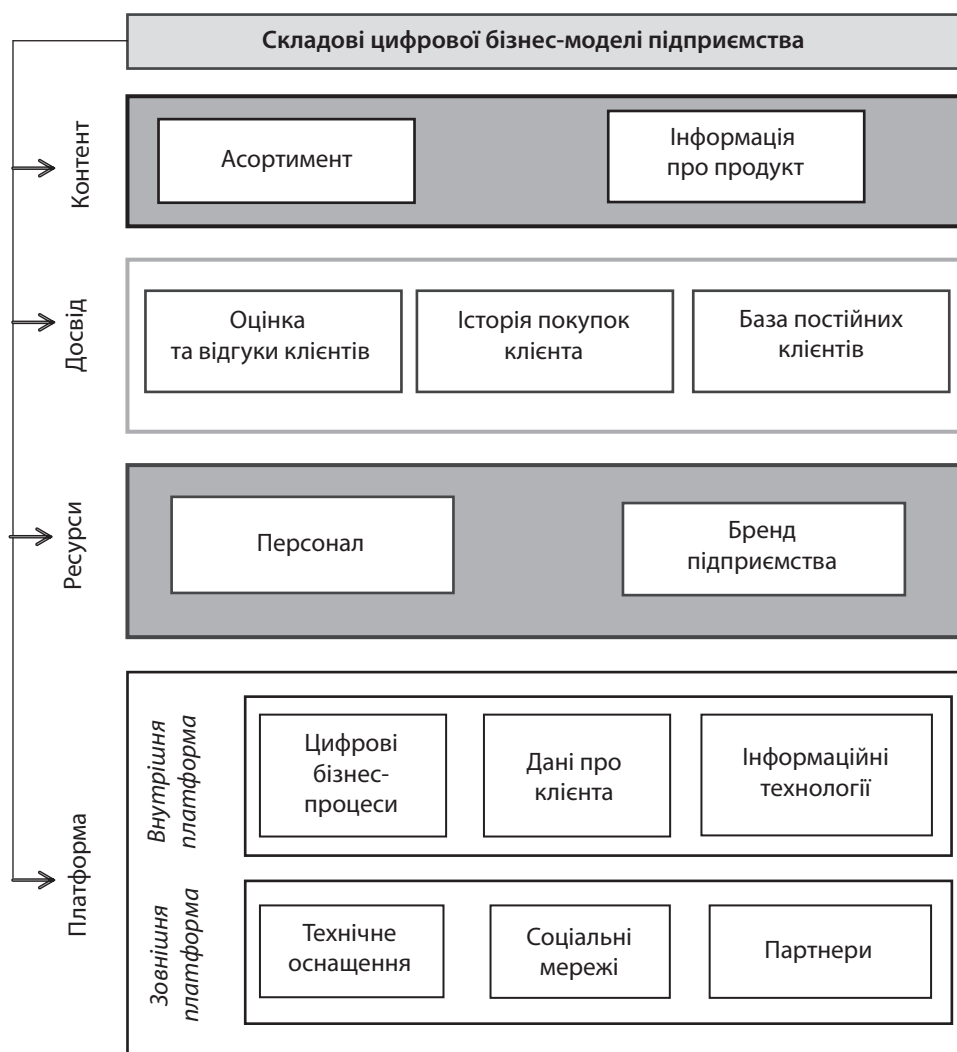 Складові цифрової бізнес-моделі підприємства
Контент
Асортимент
Інформація
про продукт
Досвід
Оцінка
та відгуки клієнтів
Історія покупок
клієнта
База постійних
клієнтів
Ресурси
Персонал
Бренд
підприємства
Платформа
Внутрішня
платформа
Цифрові
бізнес-
процеси
Дані про
клієнта
Інформаційні
технології
Зовнішня
платформа
Технічне
оснащення
Соціальні
мережі
Партнери